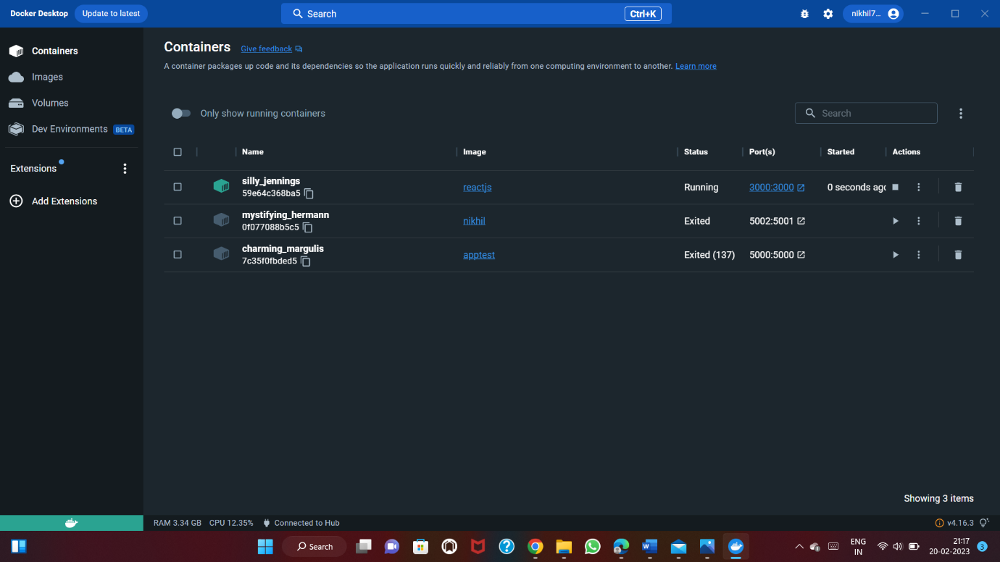 Docker Desktop Update to latest Search Ctrl+K nikhil7...
Containers
Images
Volumes
Dev Environments BETA
Extensions
Add Extensions
Containers Give feedback
A container packages up code and its dependencies so the application runs quickly and reliably from one computing environment to another. Learn more
Only show running containers Search
Name Image Status Port(s) Started Actions
silly_jennings
59e64c368ba5 reactjs Running 3000:3000 0 seconds ago
mystifying_hermann
0f077088b5c5 nikhil Exited 5002:5001
charming_margulis
7c35f0fbded5 apptest Exited (137) 5000:5000
Showing 3 items
RAM 3.34 GB CPU 12.35% Connected to Hub v4.16.3
Search W ENG
IN 21:17
20-02-2023 3